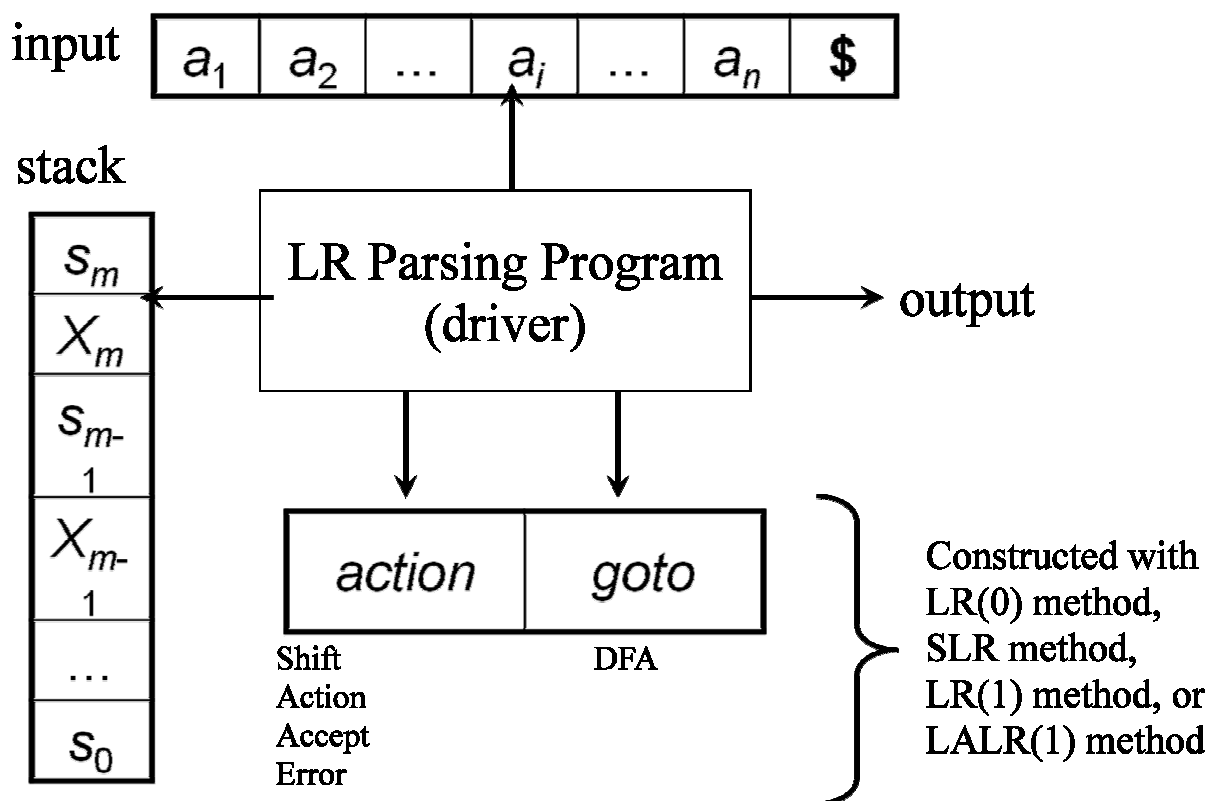 input
a1 a2 ... ai ... an $
stack
sm
Xm
sm-
1
Xm-
1
...
s0
LR Parsing Program
(driver)
output
action goto
Shift
Action
Accept
Error
DFA
Constructed with
LR(0) method,
SLR method,
LR(1) method, or
LALR(1) method